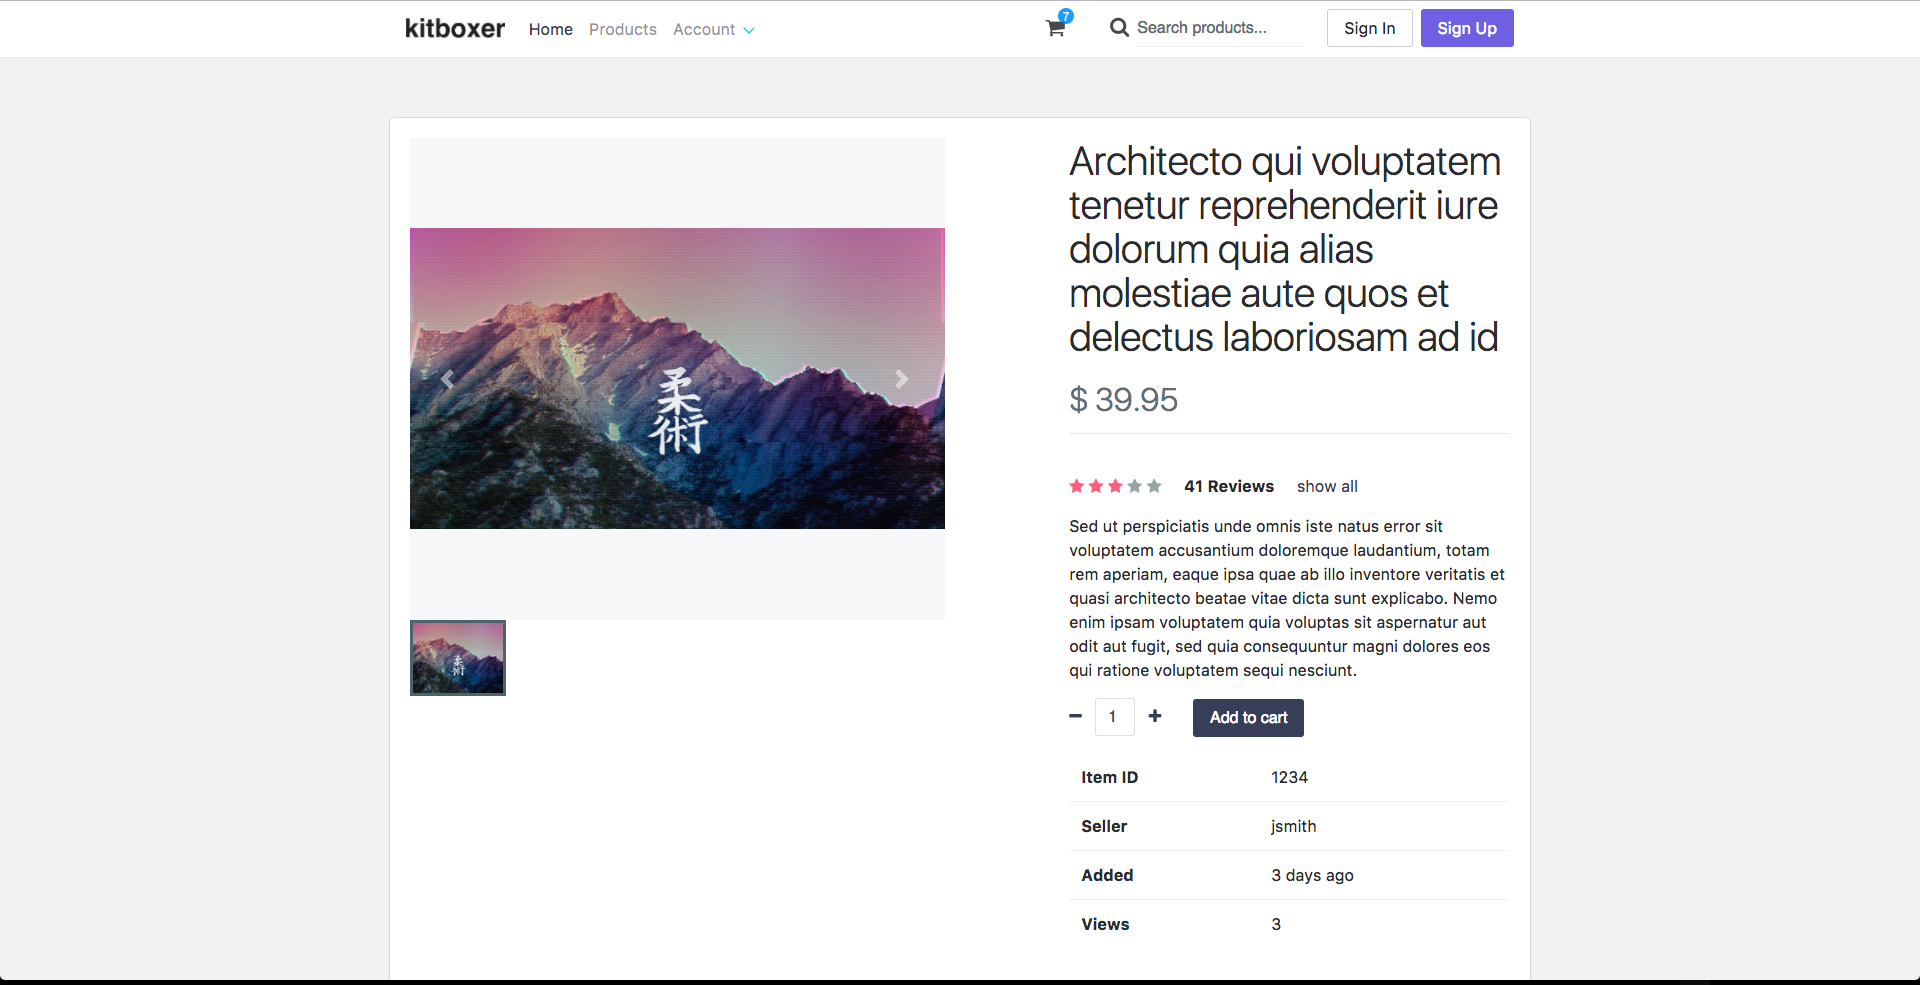 kitboxer Home Products Account 7 Search products... Sign In Sign Up
Architecto qui voluptatem
tenetur reprehenderit iure
dolorum quia alias
molestiae aute quos et
delectus laboriosam ad id
$ 39.95
柔
術
41 Reviews show all
Sed ut perspiciatis unde omnis iste natus error sit
voluptatem accusantium doloremque laudantium, totam
rem aperiam, eaque ipsa quae ab illo inventore veritatis et
quasi architecto beatae vitae dicta sunt explicabo. Nemo
enim ipsam voluptatem quia voluptas sit aspernatur aut
odit aut fugit, sed quia consequuntur magni dolores eos
qui ratione voluptatem sequi nesciunt.
柔
術
1 Add to cart
Item ID 1234
Seller jsmith
Added 3 days ago
Views 3